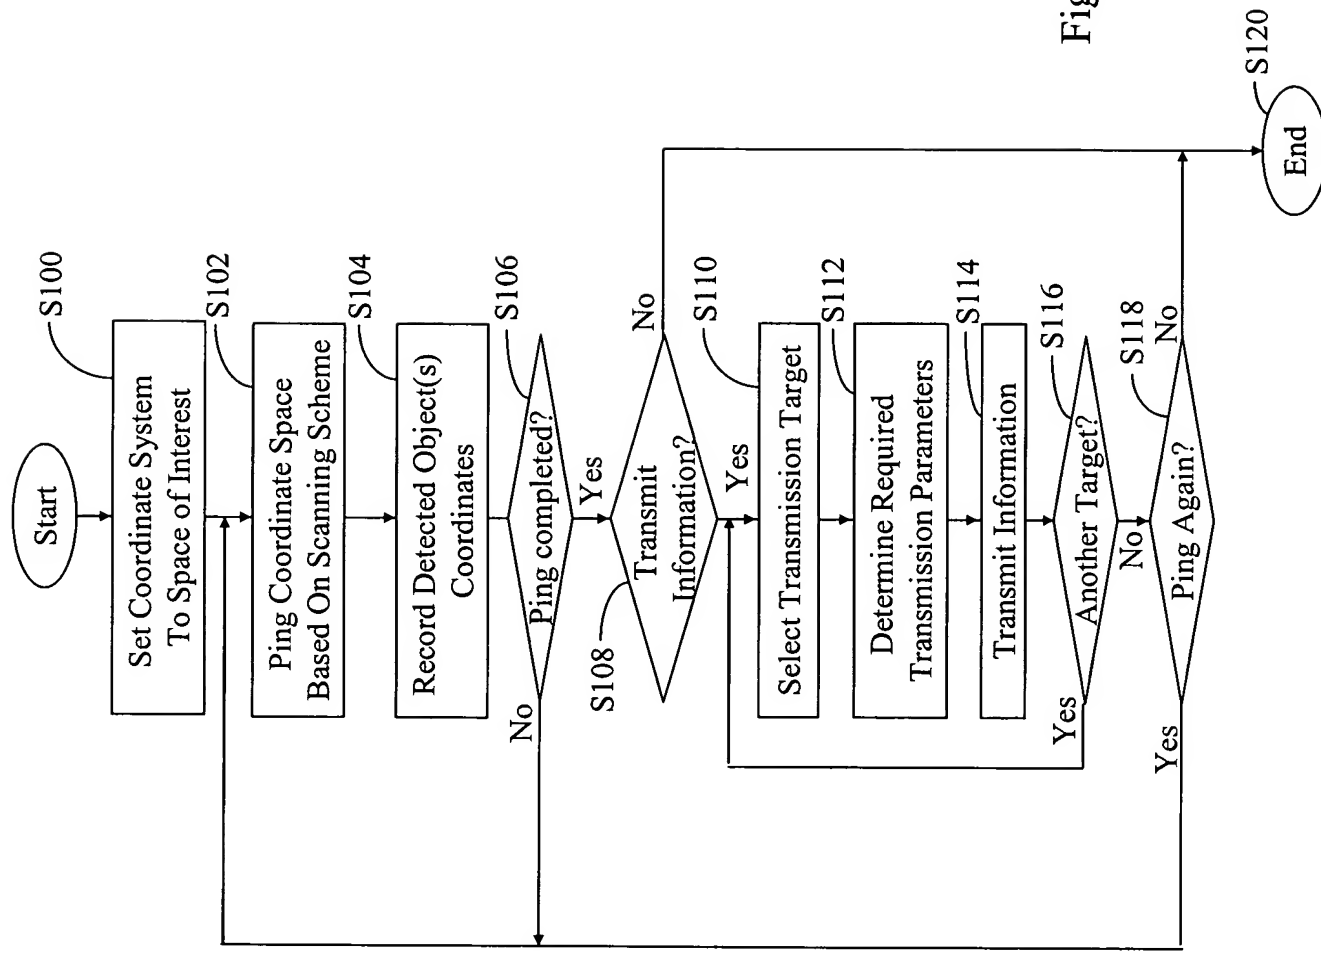 Start
S100
Set Coordinate System
To Space of Interest
S102
Ping Coordinate Space
Based On Scanning Scheme
S104
Record Detected Object(s)
Coordinates
S106
Ping completed?
No
Yes
S108
Transmit
Information?
No
Yes
S110
Select Transmission Target
S112
Determine Required
Transmission Parameters
S114
Transmit Information
S116
Another Target?
Yes
No
S118
Ping Again?
Yes
No
S120
End
Fig